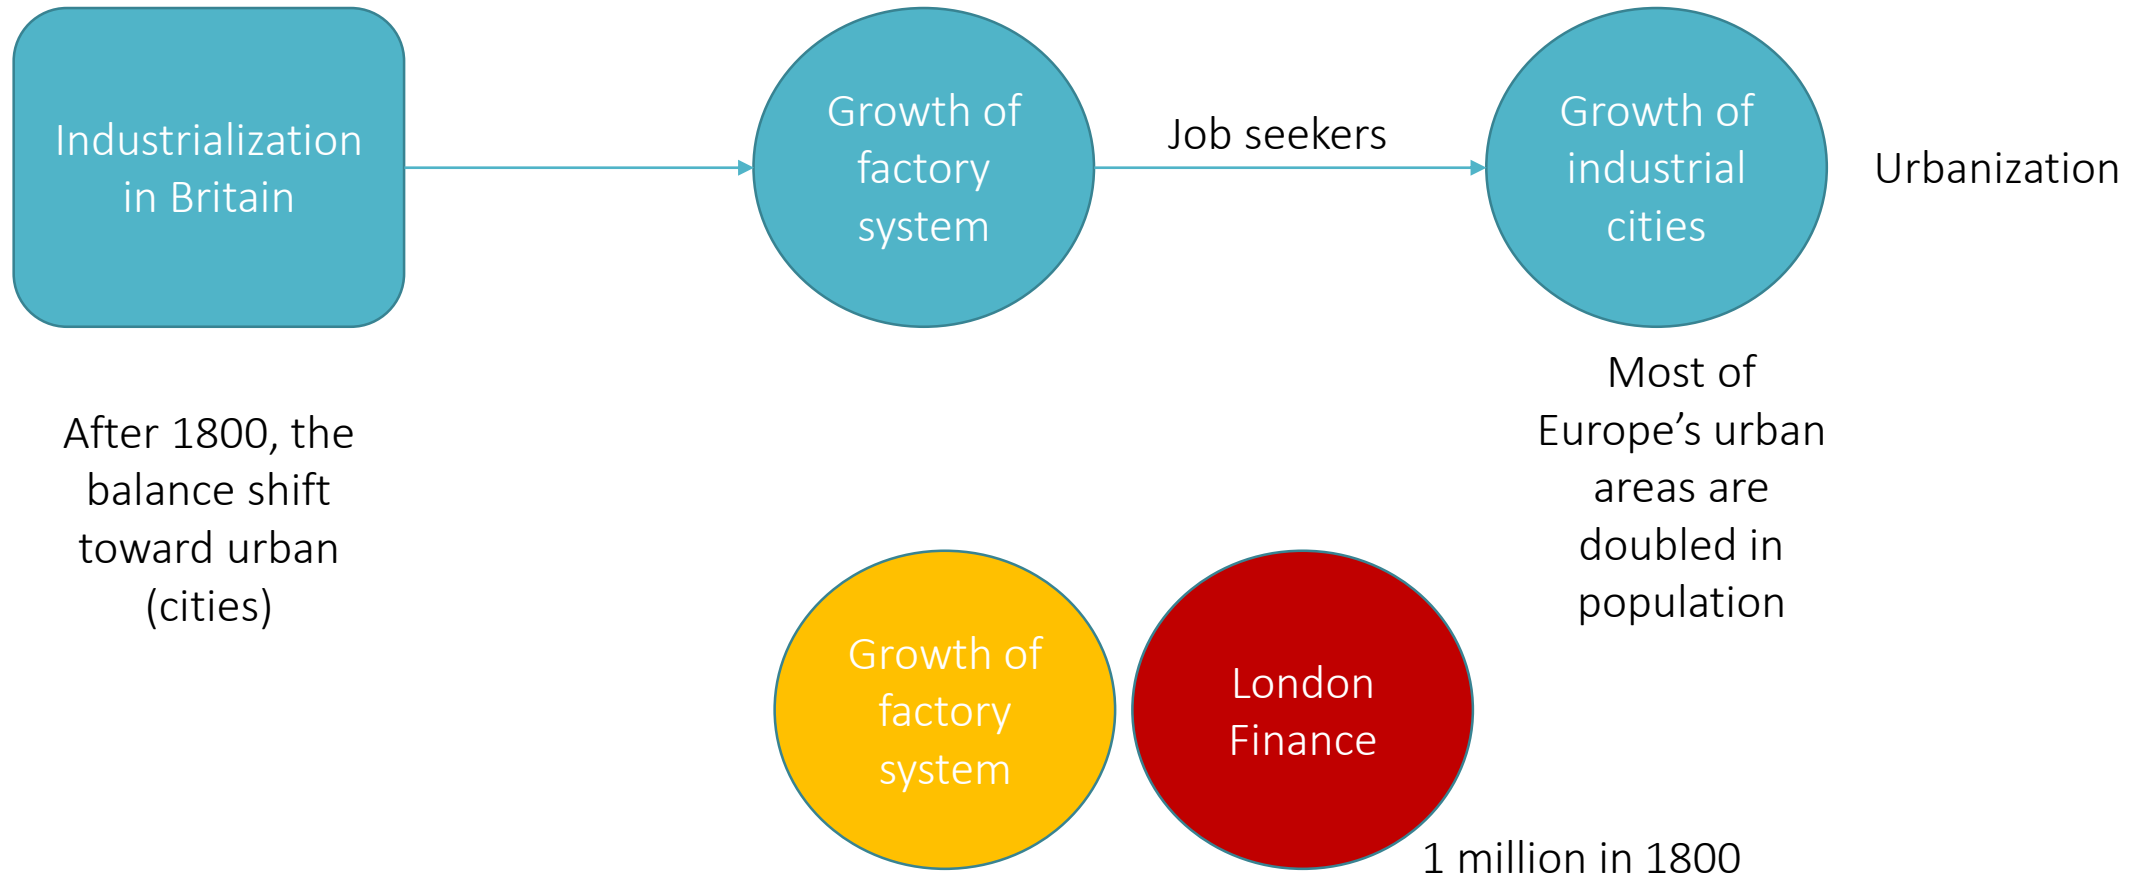 Industrialization
in Britain
Growth of
factory
system
Job seekers
Growth of
industrial
cities
Urbanization
After 1800, the
balance shift
toward urban
(cities)
Most of
Europe’s urban
areas are
doubled in
population
Growth of
factory
system
London
Finance
1 million in 1800